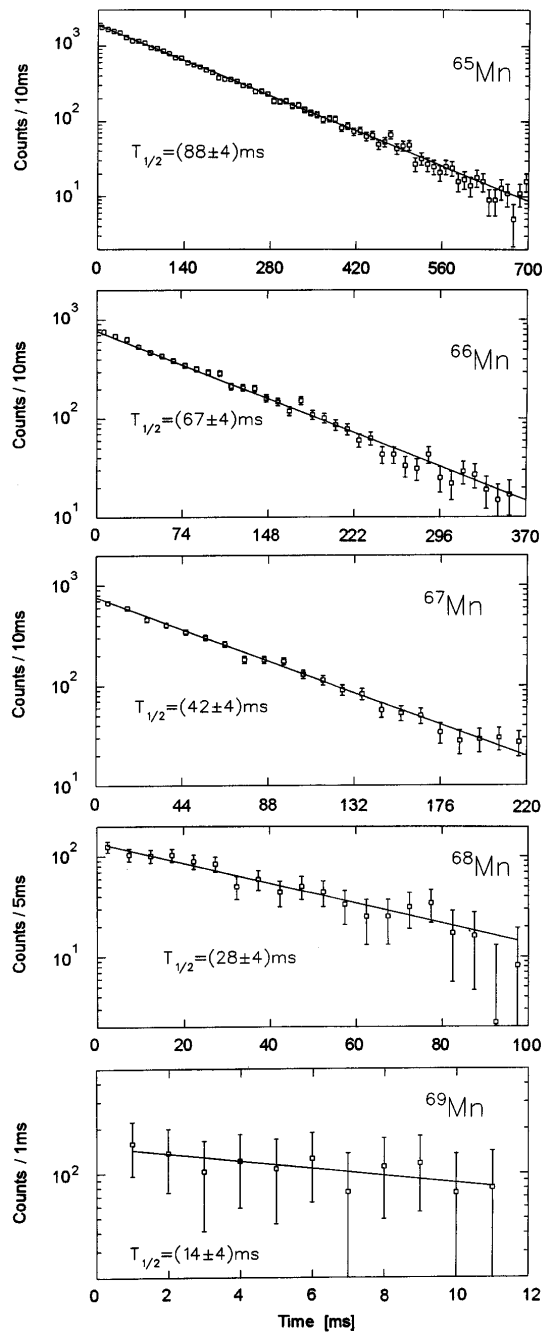 Counts / 10ms
10³
10²
10¹
⁶⁵Mn
T₁/₂=(88±4)ms
0 140 280 420 560 700
Counts / 10ms
10³
10²
10¹
⁶⁶Mn
T₁/₂=(67±4)ms
0 74 148 222 296 370
Counts / 10ms
10³
10²
10¹
⁶⁷Mn
T₁/₂=(42±4)ms
0 44 88 132 176 220
Counts / 5ms
10²
10¹
⁶⁸Mn
T₁/₂=(28±4)ms
0 20 40 60 80 100
Counts / 1ms
10²
⁶⁹Mn
T₁/₂=(14±4)ms
0 2 4 6 8 10 12
Time [ms]